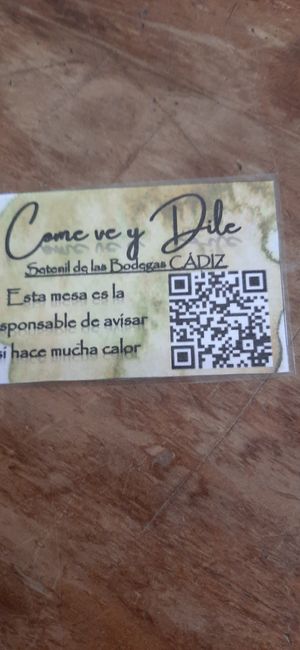 Come ve y Dile
Setenil de las Bodegas CÁDIZ
Esta mesa es la
sponsable de avisar
si hace mucha calor